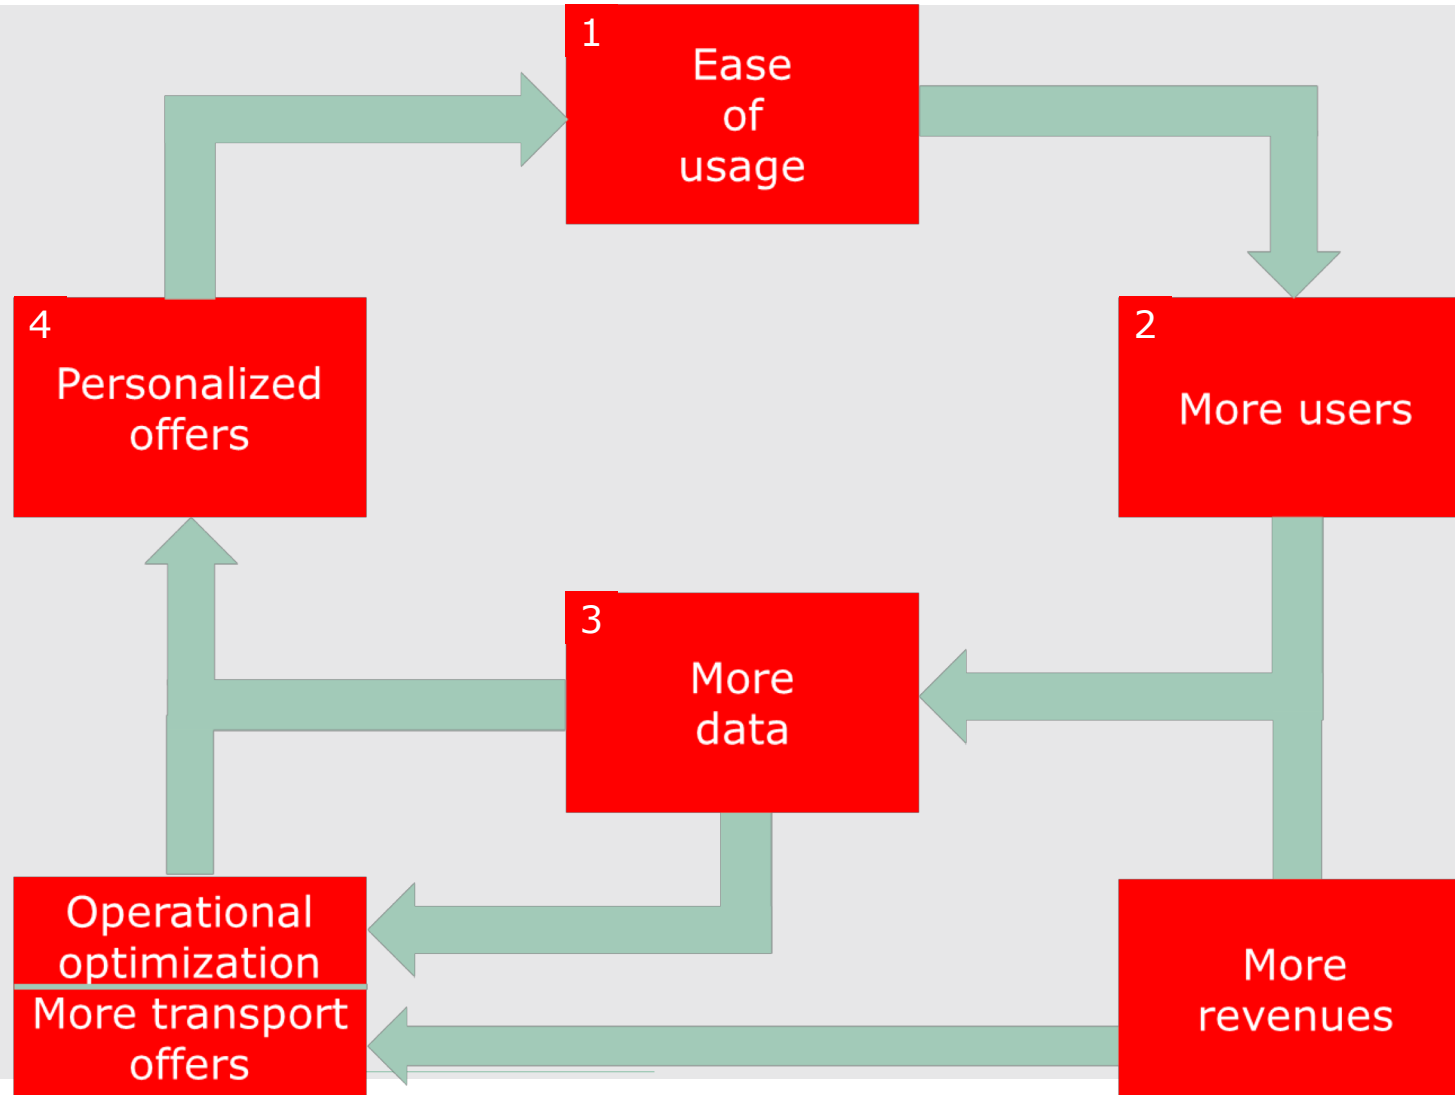 1
Ease
of
usage
4
Personalized
offers
2
More users
3
More
data
Operational
optimization
More transport
offers
More
revenues